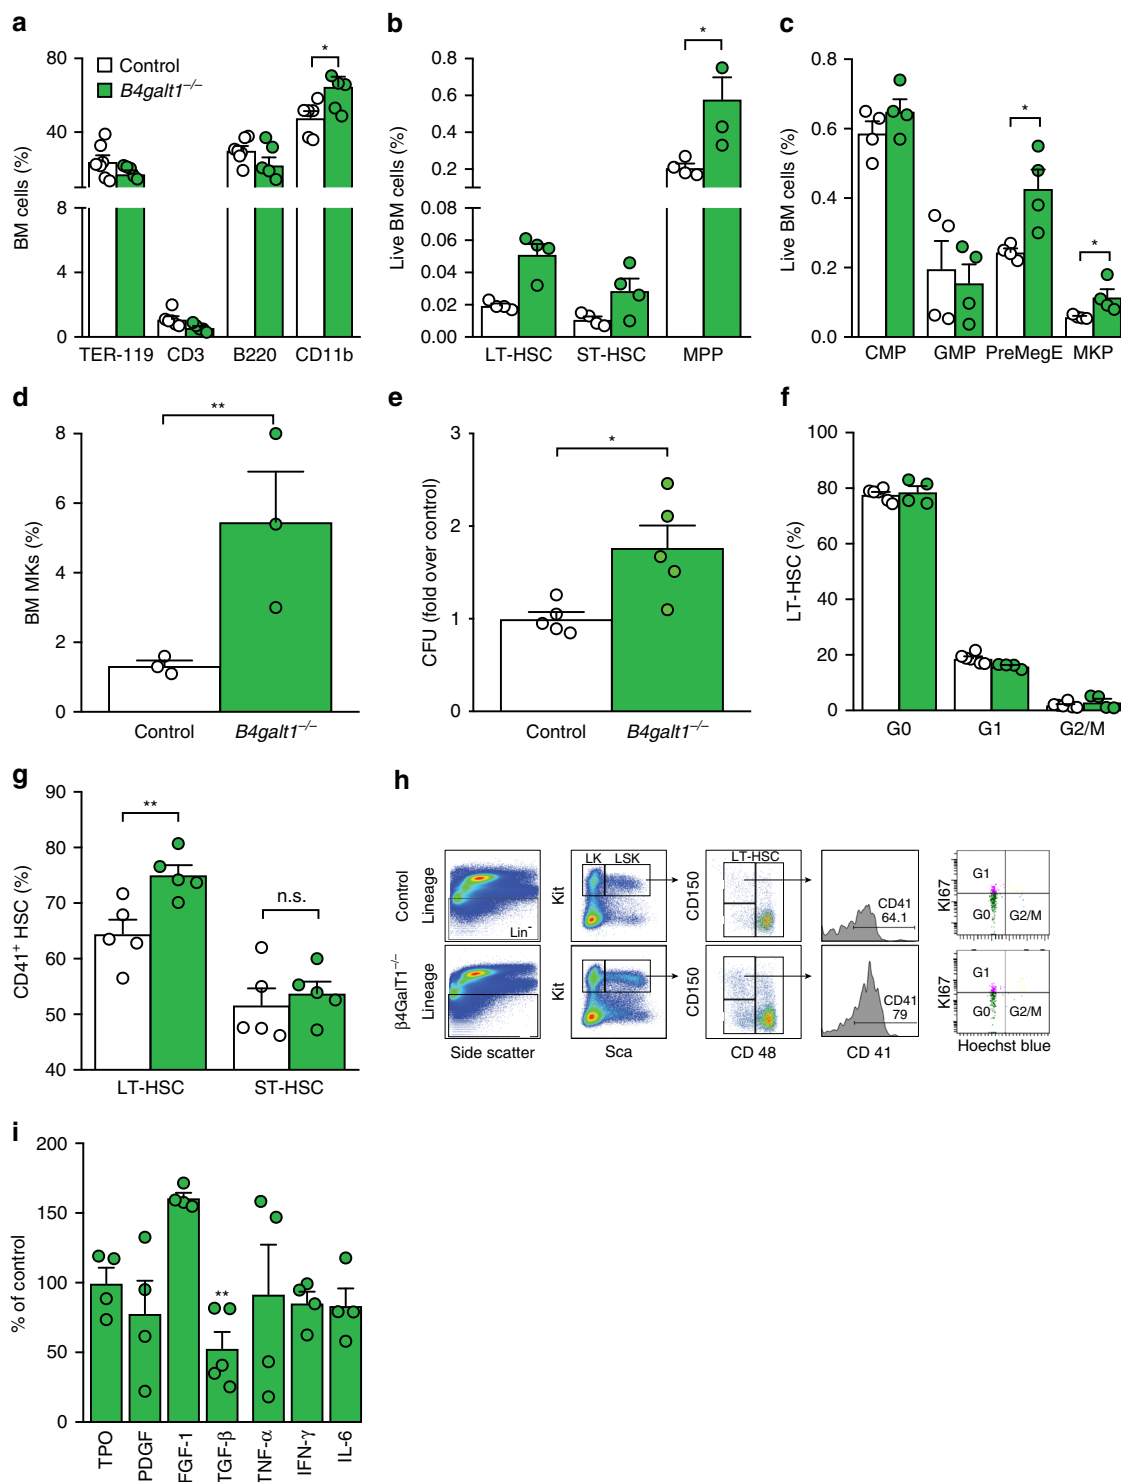 a
BM cells (%)
80
40
8
4
0
Control
B4galt1–/–
*
TER-119 CD3 B220 CD11b
b
Live BM cells (%)
0.8
0.6
0.4
0.2
0.08
0.06
0.04
0.02
0.00
*
LT-HSC ST-HSC MPP
c
Live BM cells (%)
0.8
0.6
0.4
0.2
0.0
*
*
CMP GMP PreMegE MKP
d
BM MKs (%)
8
6
4
2
0
**
Control B4galt1–/–
e
CFU (fold over control)
3
2
1
0
*
Control B4galt1–/–
f
LT-HSC (%)
100
80
60
40
20
0
G0 G1 G2/M
g
CD41+ HSC (%)
90
80
70
60
50
40
**
n.s.
LT-HSC ST-HSC
h
Control
Lineage
Lin-
Kit
LK LSK
CD150
LT-HSC
CD41
64.1
KI67
G1
G0 G2/M
β4GalT1–/–
Lineage
Kit
CD150
CD41
79
KI67
G1
G0 G2/M
Side scatter
Sca
CD 48
CD 41
Hoechst blue
i
% of control
200
150
100
50
0
**
TPO
PDGF
FGF-1
TGF-β
TNF-α
IFN-γ
IL-6